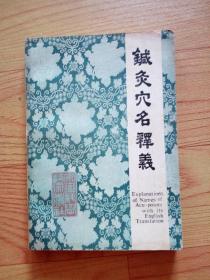 鍼灸穴名釋義
Explanations
of Names of
Acu-points
with its
English
Translation